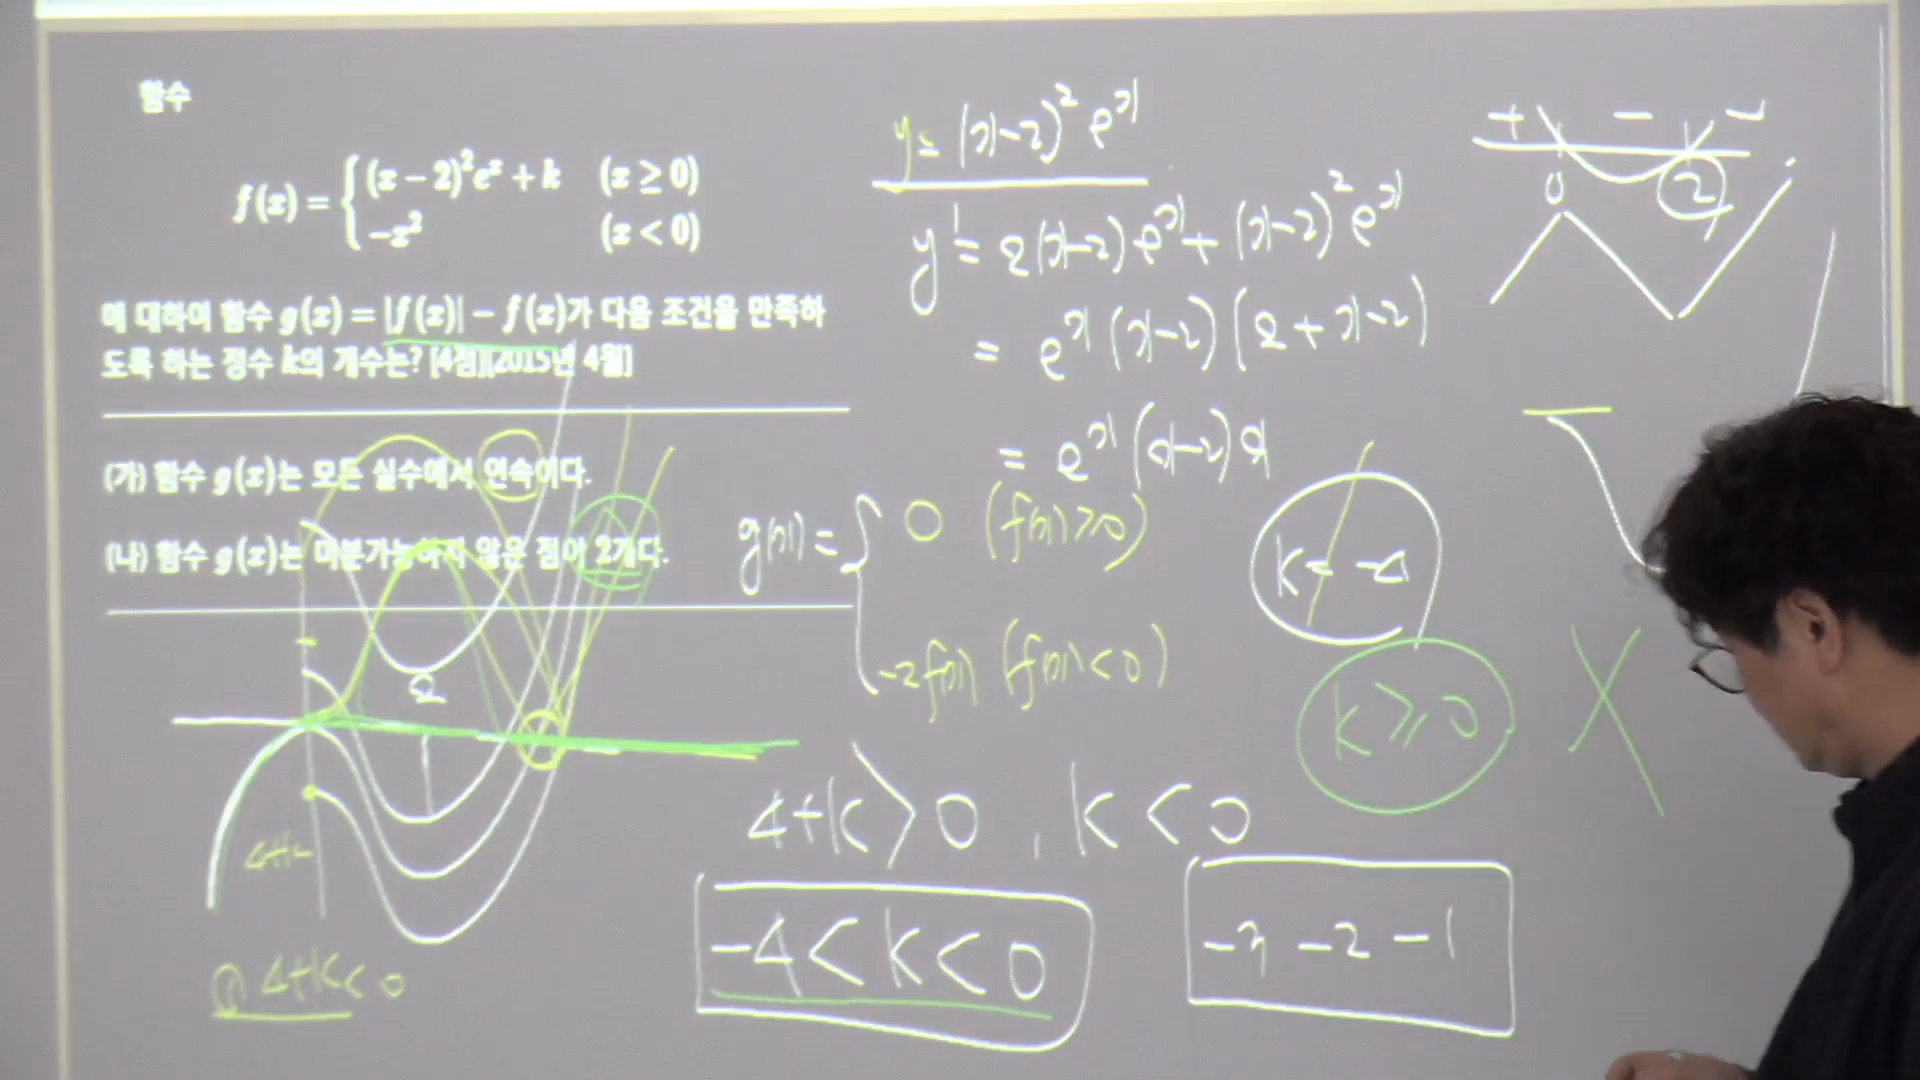 함수
f(x) = { (x − 2)²eˣ + k (x ≥ 0)
−x² (x < 0)
에 대하여 함수 g(x) = |f(x)| − f(x)가 다음 조건을 만족하
도록 하는 정수 k의 개수는? [4점][2015년 4월]
(가) 함수 g(x)는 모든 실수에서 연속이다.
(나) 함수 g(x)는 미분가능하지 않은 점이 2개다.
2
4+k
4+k<0
y = (x−2)² eˣ
y' = 2(x−2) eˣ + (x−2)² eˣ
= eˣ (x−2)(2+x−2)
= eˣ (x−2)x
g(x) = { 0 (f(x) ≥ 0)
−2f(x) (f(x) < 0)
4+k > 0 , k < 0
−4 < k < 0
−3 −2 −1
+ − −
0 2
k = −4
k ≥ 0 X